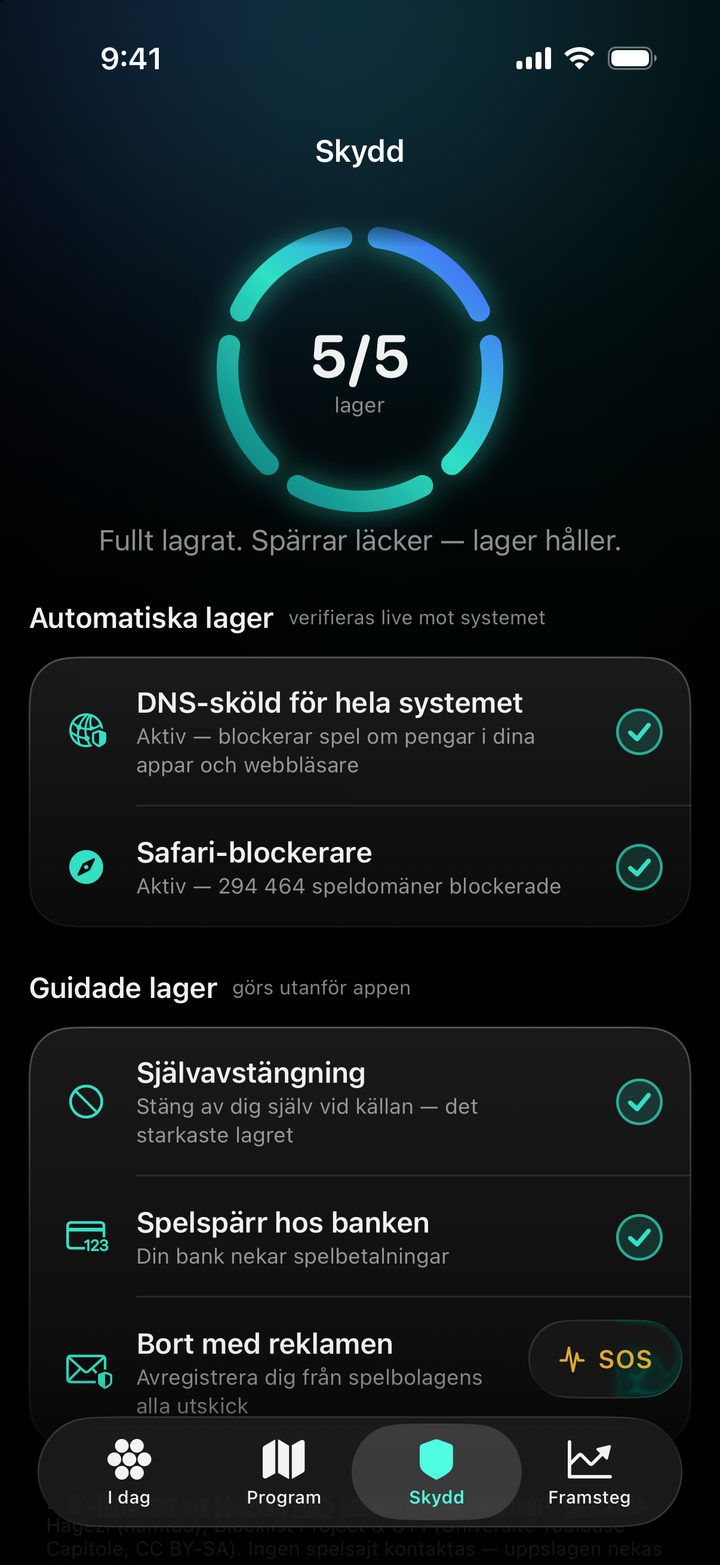 9:41
Skydd
5/5
lager
Fullt lagrat. Spärrar läcker — lager håller.
Automatiska lager verifieras live mot systemet
DNS-sköld för hela systemet
Aktiv — blockerar spel om pengar i dina
appar och webbläsare
Safari-blockerare
Aktiv — 294 464 speldomäner blockerade
Guidade lager görs utanför appen
Självavstängning
Stäng av dig själv vid källan — det
starkaste lagret
123
Spelspärr hos banken
Din bank nekar spelbetalningar
Bort med reklamen
Avregistrera dig från spelbolagens
alla utskick
SOS
I dag
Program
Skydd
Framsteg
Capitole, CC BY-SA). Ingen spelsajt kontaktas — uppslagen nekas